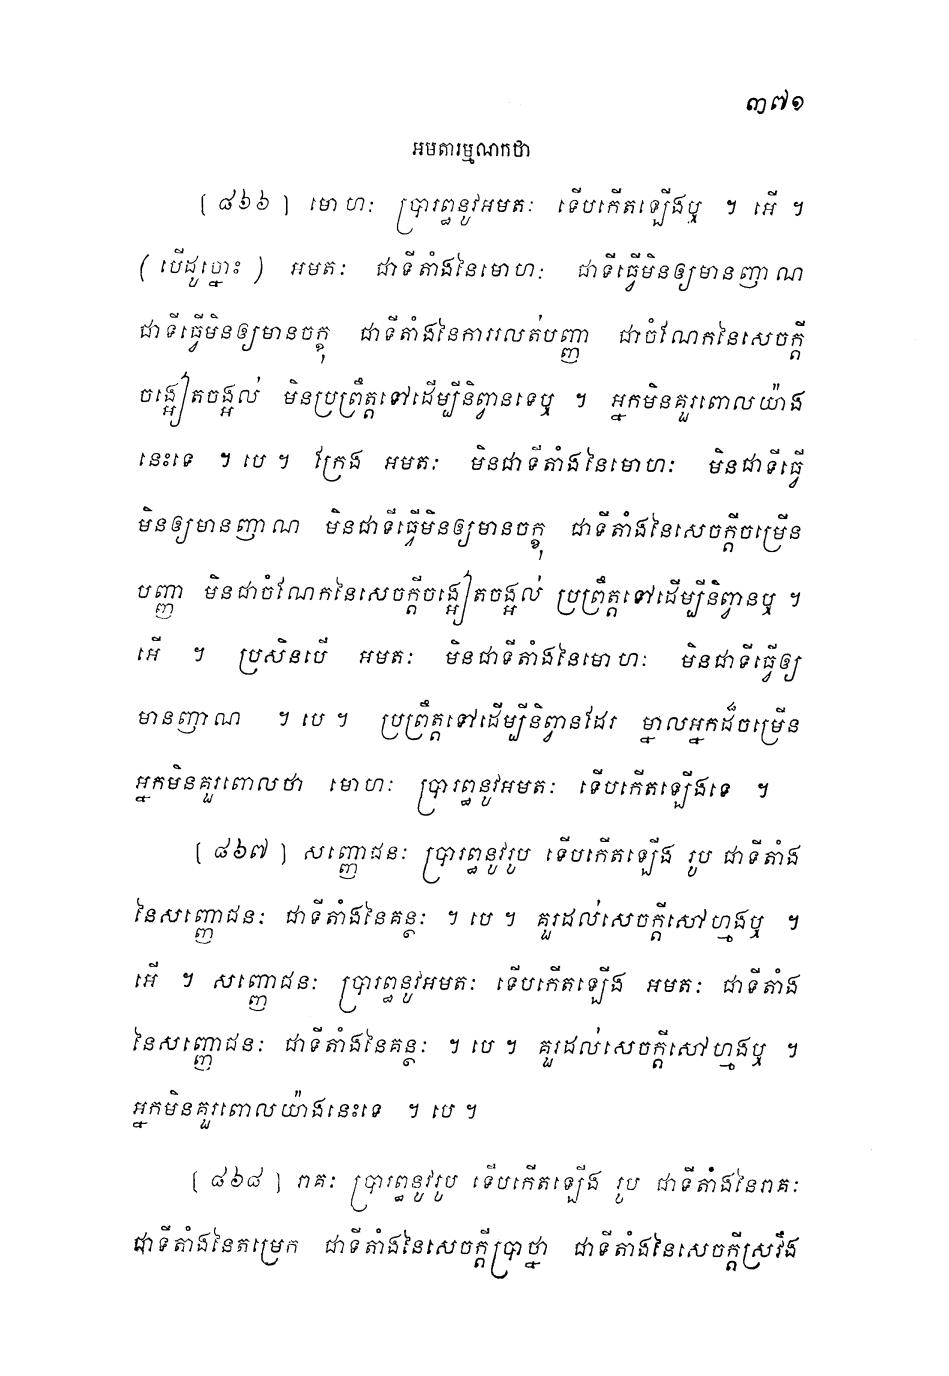 ៣៧១
អមតារម្មណកថា
[៨៦៦] មោហៈ ប្រារព្ធនូវអមតៈ ទើបកើតឡើងឬ ។ អើ ។
(បើដូច្នោះ) អមតៈ ជាទីតាំងនៃមោហៈ ជាទីធ្វើមិនឲ្យមានញាណ
ជាទីធ្វើមិនឲ្យមានចក្ខុ ជាទីតាំងនៃការរលត់បញ្ញា ជាចំណែកនៃសេចក្តី
ចង្អៀតចង្អល់ មិនប្រព្រឹត្តទៅដើម្បីនិព្វានទេឬ ។ អ្នកមិនគួរពោលយ៉ាង
នេះទេ ។ បេ ។ ក្រែង អមតៈ មិនជាទីតាំងនៃមោហៈ មិនជាទីធ្វើ
មិនឲ្យមានញាណ មិនជាទីធ្វើមិនឲ្យមានចក្ខុ ជាទីតាំងនៃសេចក្តីចម្រើន
បញ្ញា មិនជាចំណែកនៃសេចក្តីចង្អៀតចង្អល់ ប្រព្រឹត្តទៅដើម្បីនិព្វានឬ ។
អើ ។ ប្រសិនបើ អមតៈ មិនជាទីតាំងនៃមោហៈ មិនជាទីធ្វើឲ្យ
មានញាណ ។ បេ ។ ប្រព្រឹត្តទៅដើម្បីនិព្វានដែរ ម្នាលអ្នកដ៏ចម្រើន
អ្នកមិនគួរពោលថា មោហៈ ប្រារព្ធនូវអមតៈ ទើបកើតឡើងទេ ។
[៨៦៧] សញ្ញោជនៈ ប្រារព្ធនូវរូប ទើបកើតឡើង រូប ជាទីតាំង
នៃសញ្ញោជនៈ ជាទីតាំងនៃគន្ថៈ ។ បេ ។ គួរដល់សេចក្តីសៅហ្មងឬ ។
អើ ។ សញ្ញោជនៈ ប្រារព្ធនូវអមតៈ ទើបកើតឡើង អមតៈ ជាទីតាំង
នៃសញ្ញោជនៈ ជាទីតាំងនៃគន្ថៈ ។ បេ ។ គួរដល់សេចក្តីសៅហ្មងឬ ។
អ្នកមិនគួរពោលយ៉ាងនេះទេ ។ បេ ។
[៨៦៨] រាគៈ ប្រារព្ធនូវរូប ទើបកើតឡើង រូប ជាទីតាំងនៃរាគៈ
ជាទីតាំងនៃតម្រេក ជាទីតាំងនៃសេចក្តីប្រាថ្នា ជាទីតាំងនៃសេចក្តីស្រវឹង